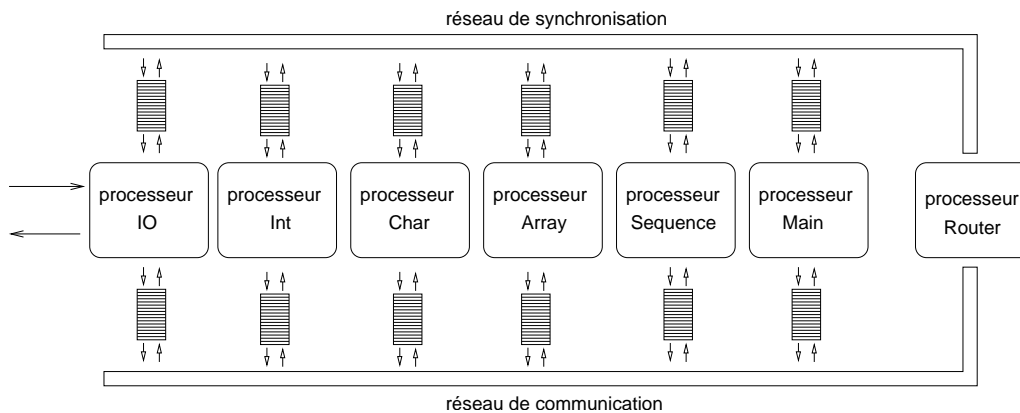 réseau de synchronisation
processeur
IO
processeur
Int
processeur
Char
processeur
Array
processeur
Sequence
processeur
Main
processeur
Router
réseau de communication